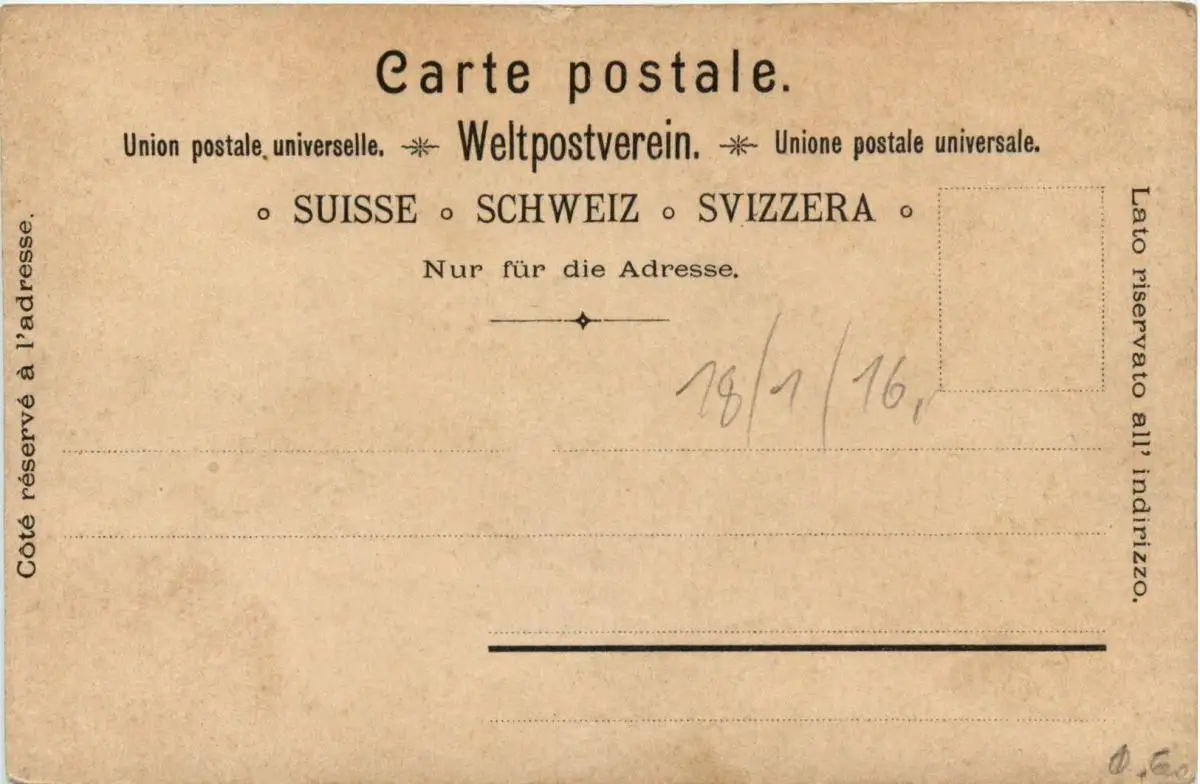 Carte postale.
Union postale universelle. Weltpostverein. Unione postale universale.
SUISSE SCHWEIZ SVIZZERA
Nur für die Adresse.
Côté réservé à l'adresse.
Lato riservato all' indirizzo.
18/1/16,